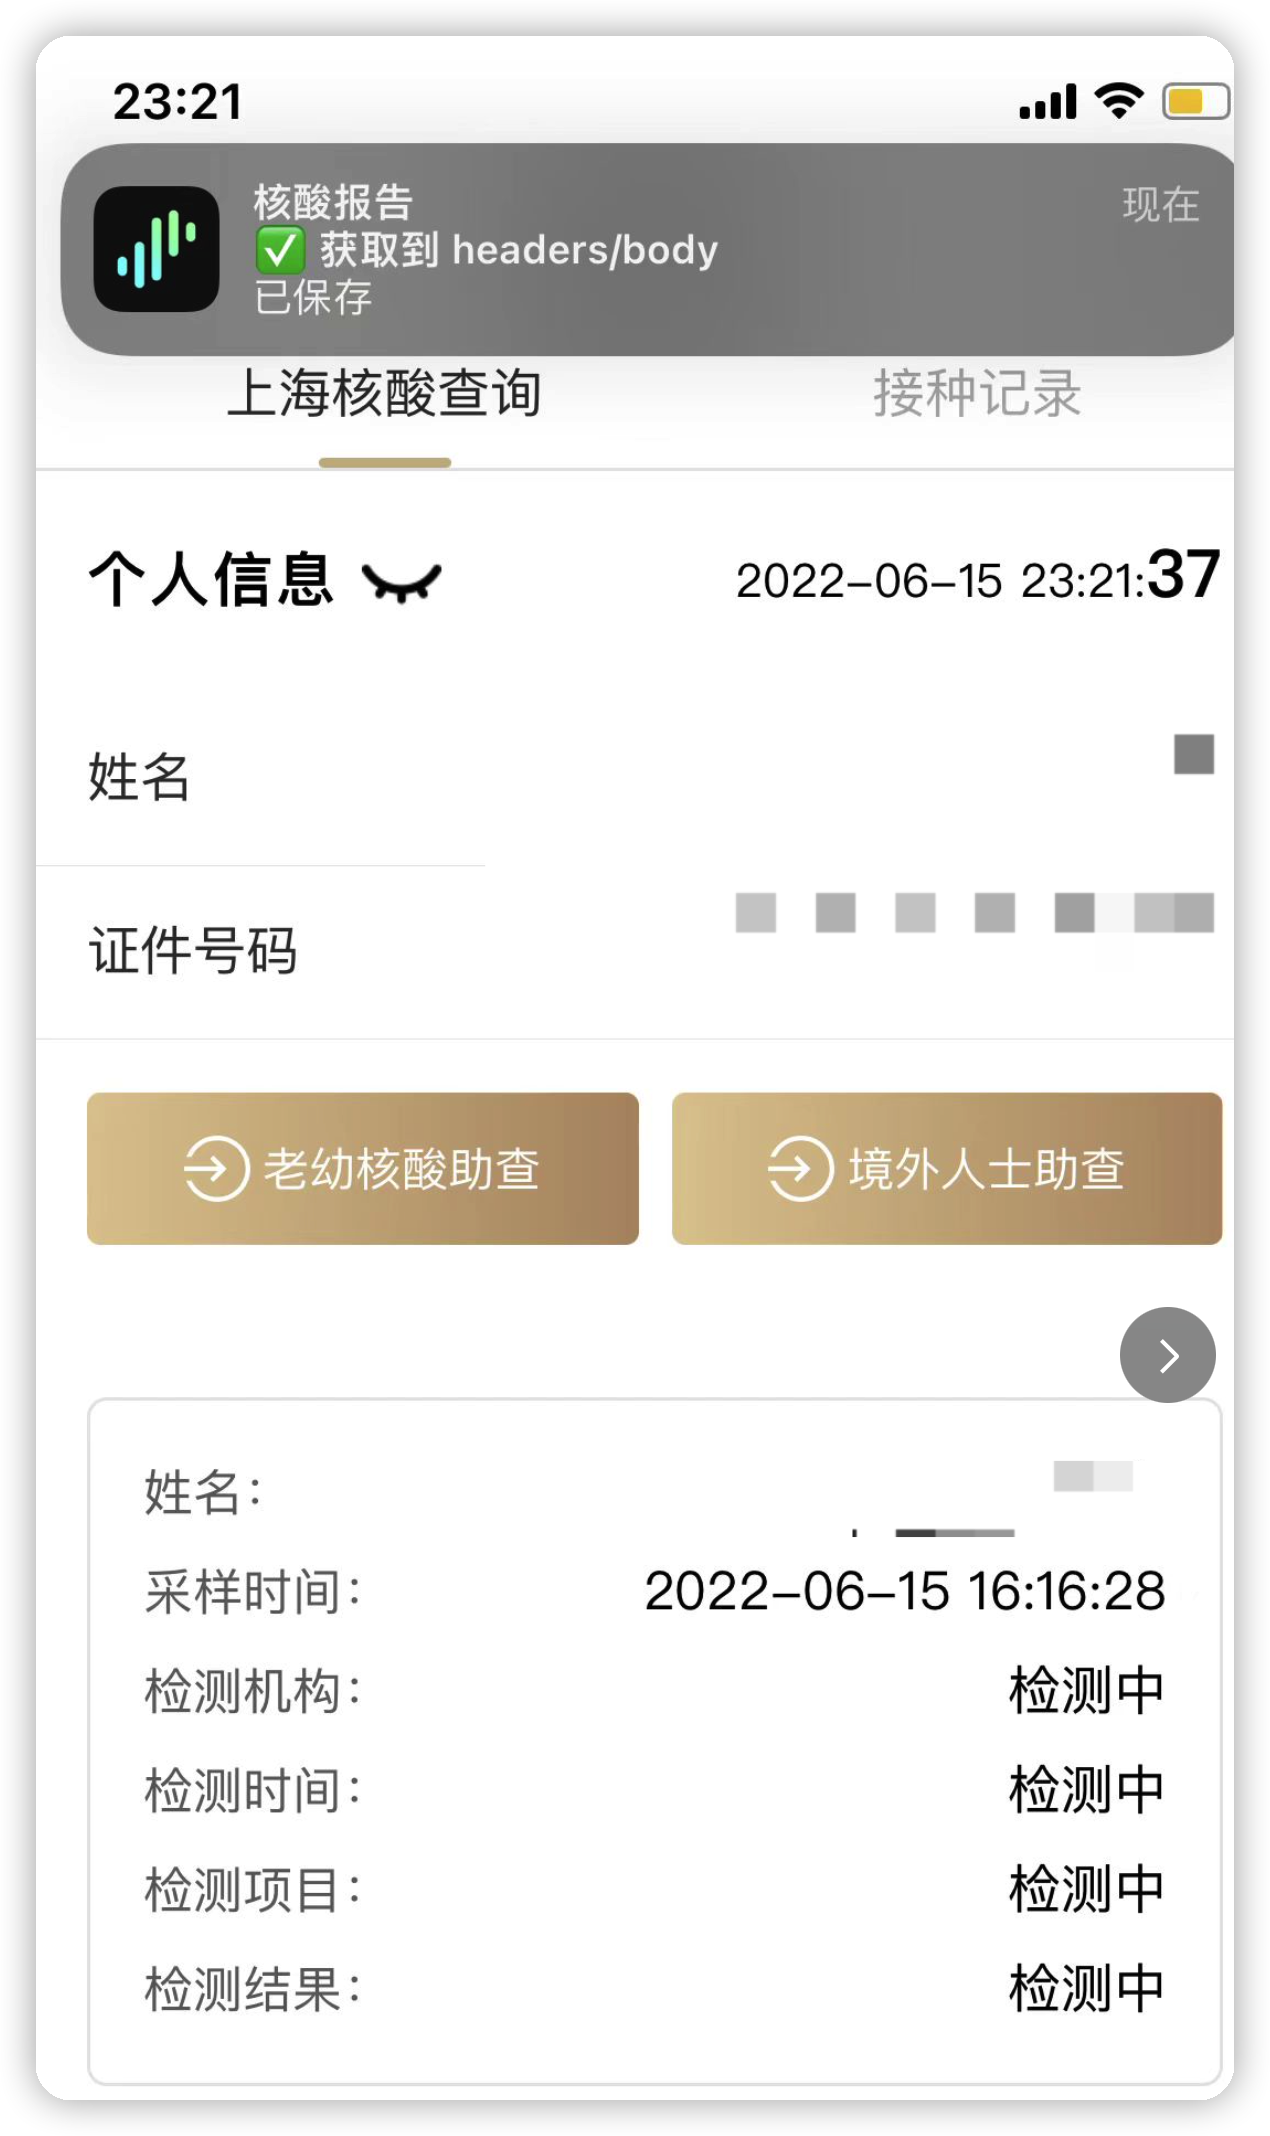 23:21
核酸报告
现在
✅ 获取到 headers/body
已保存
上海核酸查询
接种记录
个人信息
2022-06-15 23:21:37
姓名
证件号码
老幼核酸助查
境外人士助查
姓名:
采样时间:
2022-06-15 16:16:28
检测机构:
检测中
检测时间:
检测中
检测项目:
检测中
检测结果:
检测中